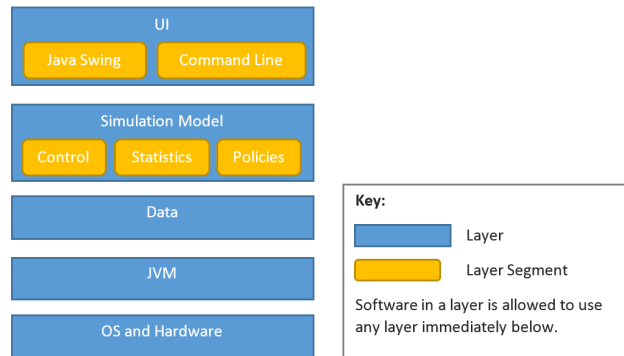 UI
Java Swing
Command Line
Simulation Model
Control
Statistics
Policies
Data
JVM
OS and Hardware
Key:
Layer
Layer Segment
Software in a layer is allowed to use
any layer immediately below.